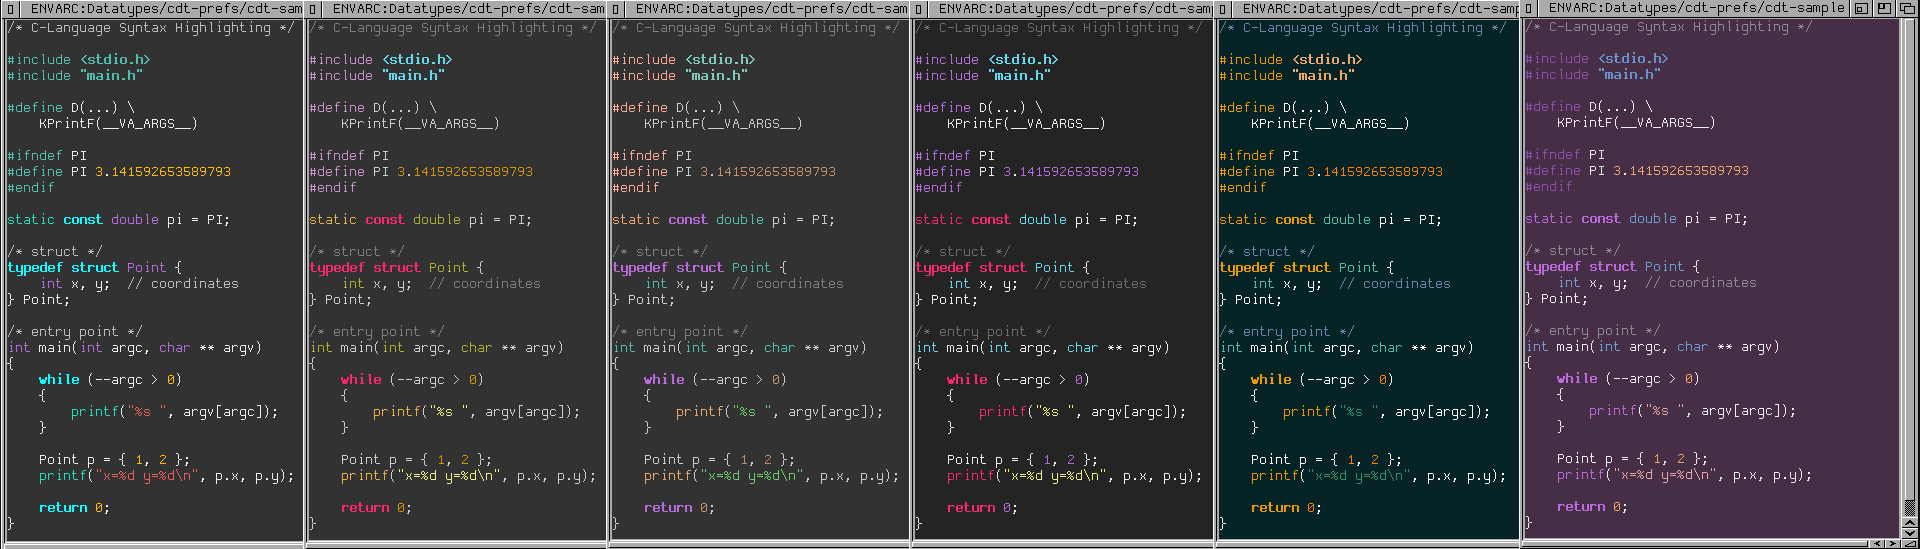 ENVARC:Datatypes/cdt-prefs/cdt-sam
/* C-Language Syntax Highlighting */
#include <stdio.h>
#include "main.h"
#define D(...) \
KPrintF(__VA_ARGS__)
#ifndef PI
#define PI 3.141592653589793
#endif
static const double pi = PI;
/* struct */
typedef struct Point {
int x, y;  // coordinates
} Point;
/* entry point */
int main(int argc, char ** argv)
{
while (--argc > 0)
{
printf("%s ", argv[argc]);
}
Point p = { 1, 2 };
printf("x=%d y=%d\n", p.x, p.y);
return 0;
}
ENVARC:Datatypes/cdt-prefs/cdt-sam
/* C-Language Syntax Highlighting */
#include <stdio.h>
#include "main.h"
#define D(...) \
KPrintF(__VA_ARGS__)
#ifndef PI
#define PI 3.141592653589793
#endif
static const double pi = PI;
/* struct */
typedef struct Point {
int x, y;  // coordinates
} Point;
/* entry point */
int main(int argc, char ** argv)
{
while (--argc > 0)
{
printf("%s ", argv[argc]);
}
Point p = { 1, 2 };
printf("x=%d y=%d\n", p.x, p.y);
return 0;
}
ENVARC:Datatypes/cdt-prefs/cdt-sam
/* C-Language Syntax Highlighting */
#include <stdio.h>
#include "main.h"
#define D(...) \
KPrintF(__VA_ARGS__)
#ifndef PI
#define PI 3.141592653589793
#endif
static const double pi = PI;
/* struct */
typedef struct Point {
int x, y;  // coordinates
} Point;
/* entry point */
int main(int argc, char ** argv)
{
while (--argc > 0)
{
printf("%s ", argv[argc]);
}
Point p = { 1, 2 };
printf("x=%d y=%d\n", p.x, p.y);
return 0;
}
ENVARC:Datatypes/cdt-prefs/cdt-sam
/* C-Language Syntax Highlighting */
#include <stdio.h>
#include "main.h"
#define D(...) \
KPrintF(__VA_ARGS__)
#ifndef PI
#define PI 3.141592653589793
#endif
static const double pi = PI;
/* struct */
typedef struct Point {
int x, y;  // coordinates
} Point;
/* entry point */
int main(int argc, char ** argv)
{
while (--argc > 0)
{
printf("%s ", argv[argc]);
}
Point p = { 1, 2 };
printf("x=%d y=%d\n", p.x, p.y);
return 0;
}
ENVARC:Datatypes/cdt-prefs/cdt-sam
/* C-Language Syntax Highlighting */
#include <stdio.h>
#include "main.h"
#define D(...) \
KPrintF(__VA_ARGS__)
#ifndef PI
#define PI 3.141592653589793
#endif
static const double pi = PI;
/* struct */
typedef struct Point {
int x, y;  // coordinates
} Point;
/* entry point */
int main(int argc, char ** argv)
{
while (--argc > 0)
{
printf("%s ", argv[argc]);
}
Point p = { 1, 2 };
printf("x=%d y=%d\n", p.x, p.y);
return 0;
}
ENVARC:Datatypes/cdt-prefs/cdt-sample
/* C-Language Syntax Highlighting */
#include <stdio.h>
#include "main.h"
#define D(...) \
KPrintF(__VA_ARGS__)
#ifndef PI
#define PI 3.141592653589793
#endif
static const double pi = PI;
/* struct */
typedef struct Point {
int x, y;  // coordinates
} Point;
/* entry point */
int main(int argc, char ** argv)
{
while (--argc > 0)
{
printf("%s ", argv[argc]);
}
Point p = { 1, 2 };
printf("x=%d y=%d\n", p.x, p.y);
return 0;
}